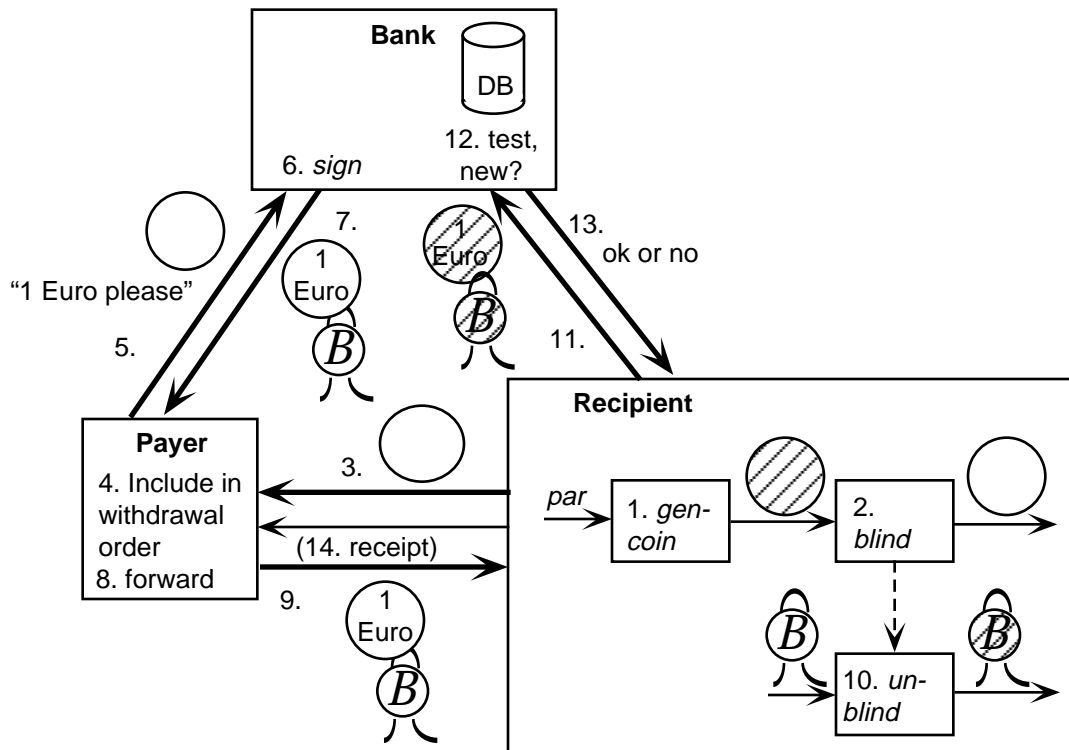 Bank
DB
12. test,
new?
6. sign
7.
1
Euro
1
Euro
13.
ok or no
“1 Euro please”
B
B
5.
11.
Recipient
Payer
4. Include in
withdrawal
order
8. forward
3.
(14. receipt)
9.
1
Euro
B
par
1. gen-
coin
2.
blind
B
B
10. un-
blind